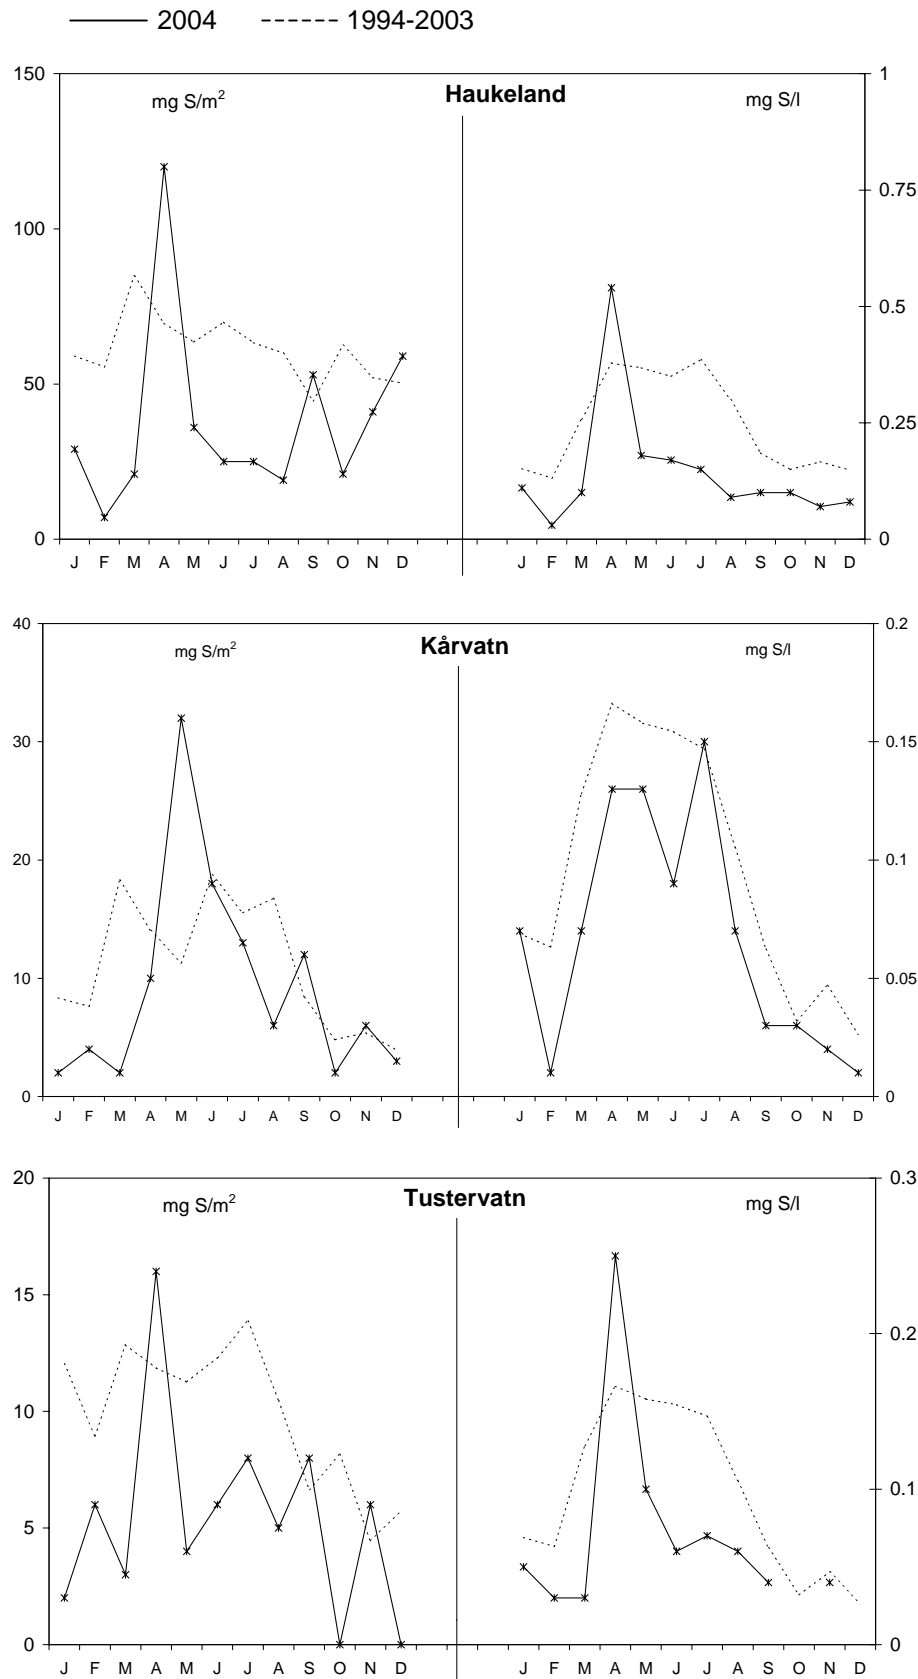 2004 1994-2003
Haukeland
mg S/m² mg S/l
150 1
0.75
100
0.5
50
0.25
0 0
J F M A M J J A S O N D J F M A M J J A S O N D
Kårvatn
mg S/m² mg S/l
40 0.2
30 0.15
20 0.1
10 0.05
0 0
J F M A M J J A S O N D J F M A M J J A S O N D
Tustervatn
mg S/m² mg S/l
20 0.3
15
0.2
10
0.1
5
0 0
J F M A M J J A S O N D J F M A M J J A S O N D